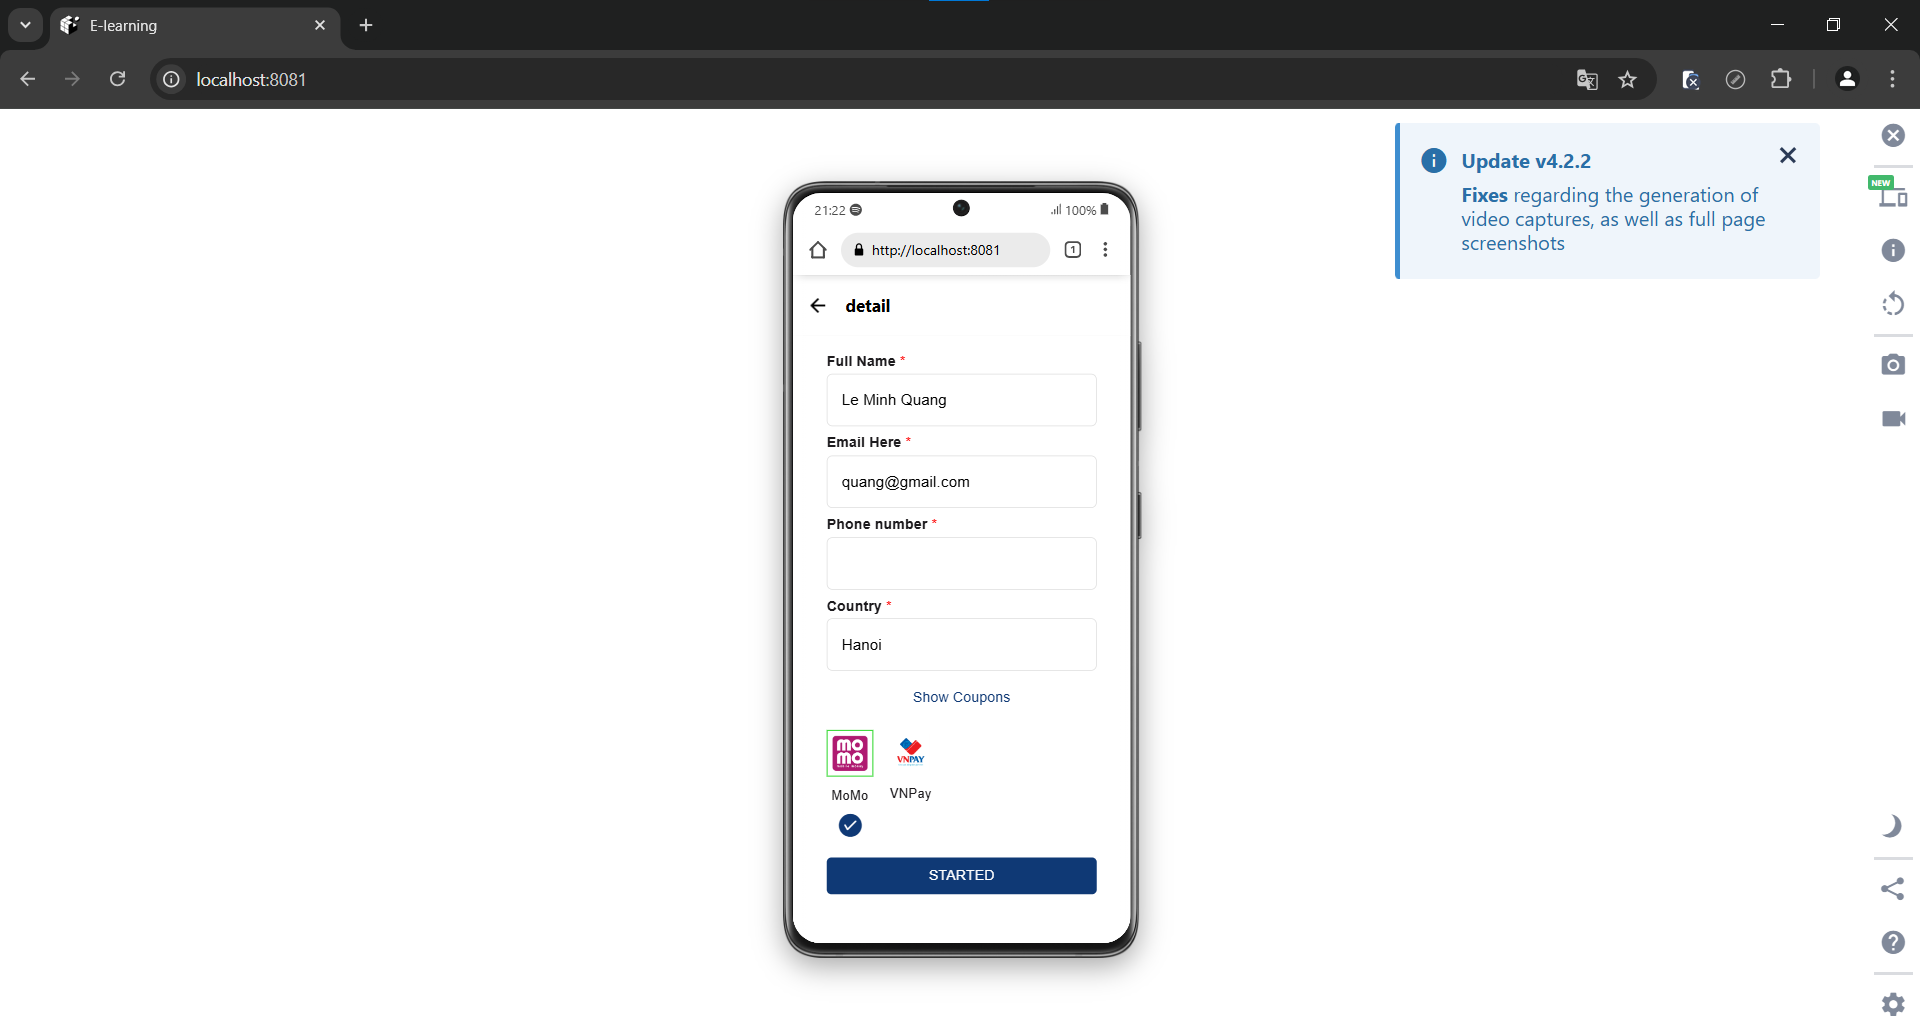 E-learning
localhost:8081
Update v4.2.2
Fixes regarding the generation of
video captures, as well as full page
screenshots
NEW
21:22
100%
http://localhost:8081
1
detail
Full Name *
Le Minh Quang
Email Here *
quang@gmail.com
Phone number *
Country *
Hanoi
Show Coupons
mo
mo
VNPAY
MoMo
VNPay
STARTED